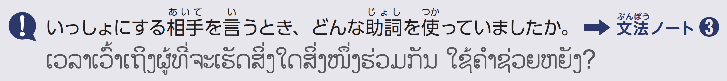 いっしょにする相手を言うとき、どんな助詞を使っていましたか。 ➡ 文法ノート ❸
ເວລາເວົ້າເຖິງຜູ້ທີ່ຈະເຮັດສິ່ງໃດສິ່ງໜຶ່ງຮ່ວມກັນ ໃຊ້ຄຳຊ່ວຍຫຍັງ?